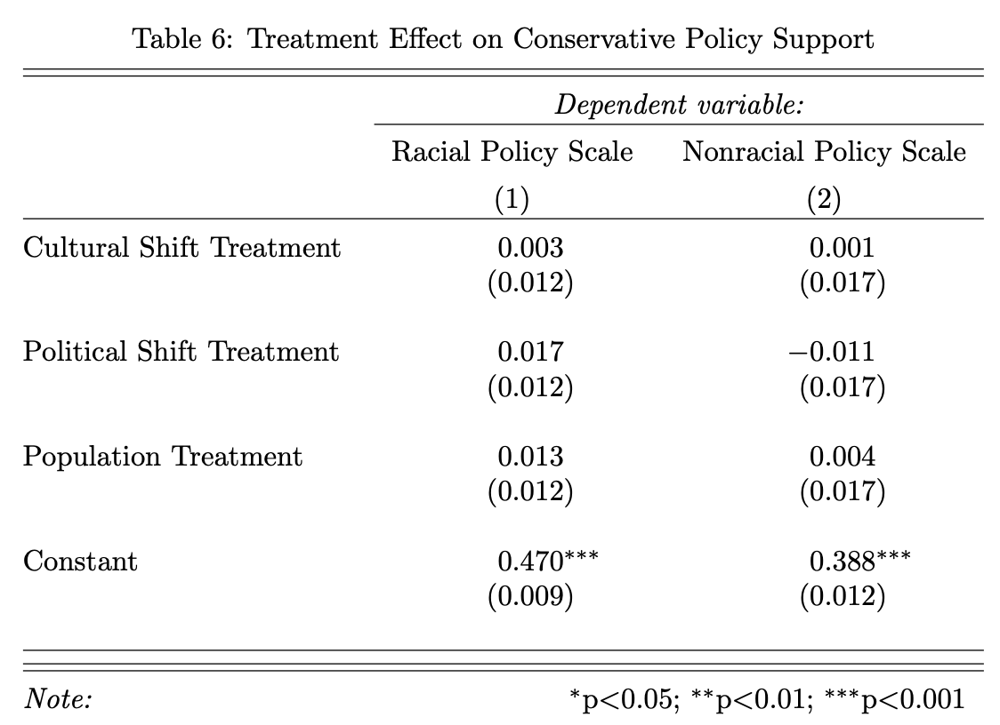 Table 6: Treatment Effect on Conservative Policy Support
Dependent variable:
Racial Policy Scale Nonracial Policy Scale
(1) (2)
Cultural Shift Treatment 0.003 0.001
(0.012) (0.017)
Political Shift Treatment 0.017 −0.011
(0.012) (0.017)
Population Treatment 0.013 0.004
(0.012) (0.017)
Constant 0.470*** 0.388***
(0.009) (0.012)
Note: *p<0.05; **p<0.01; ***p<0.001